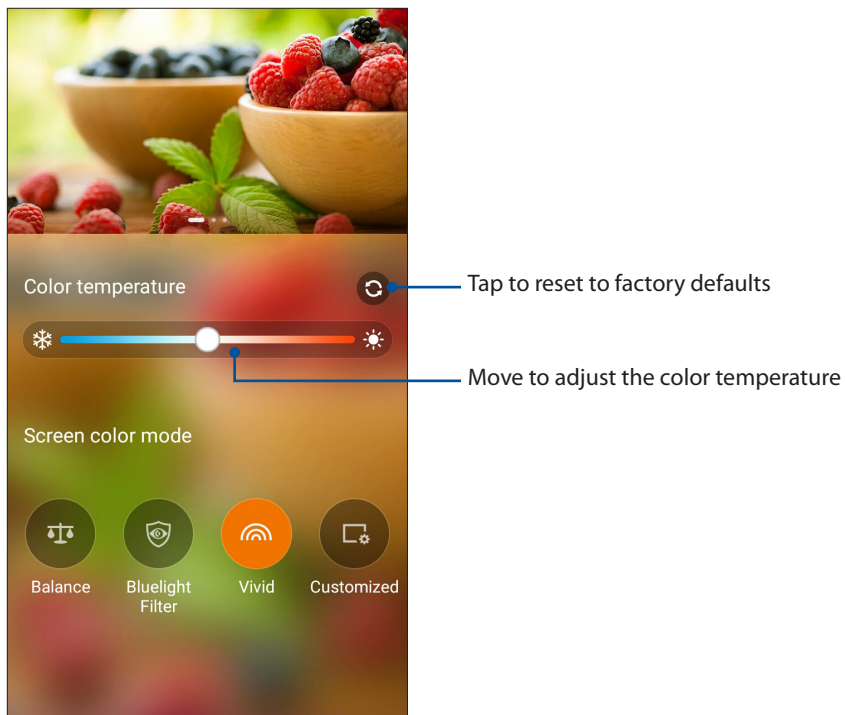 Color temperature
Tap to reset to factory defaults
Move to adjust the color temperature
Screen color mode
Balance
Bluelight
Filter
Vivid
Customized